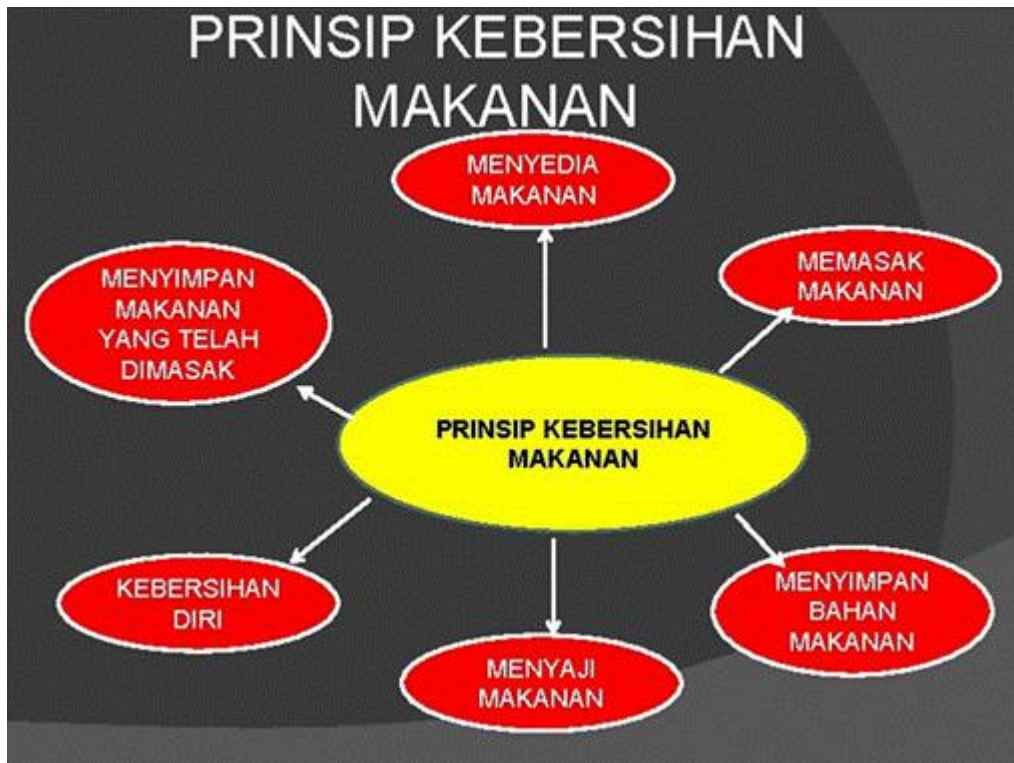 PRINSIP KEBERSIHAN
MAKANAN
MENYEDIA
MAKANAN
MEMASAK
MAKANAN
MENYIMPAN
MAKANAN
YANG TELAH
DIMASAK
PRINSIP KEBERSIHAN
MAKANAN
KEBERSIHAN
DIRI
MENYAJI
MAKANAN
MENYIMPAN
BAHAN
MAKANAN